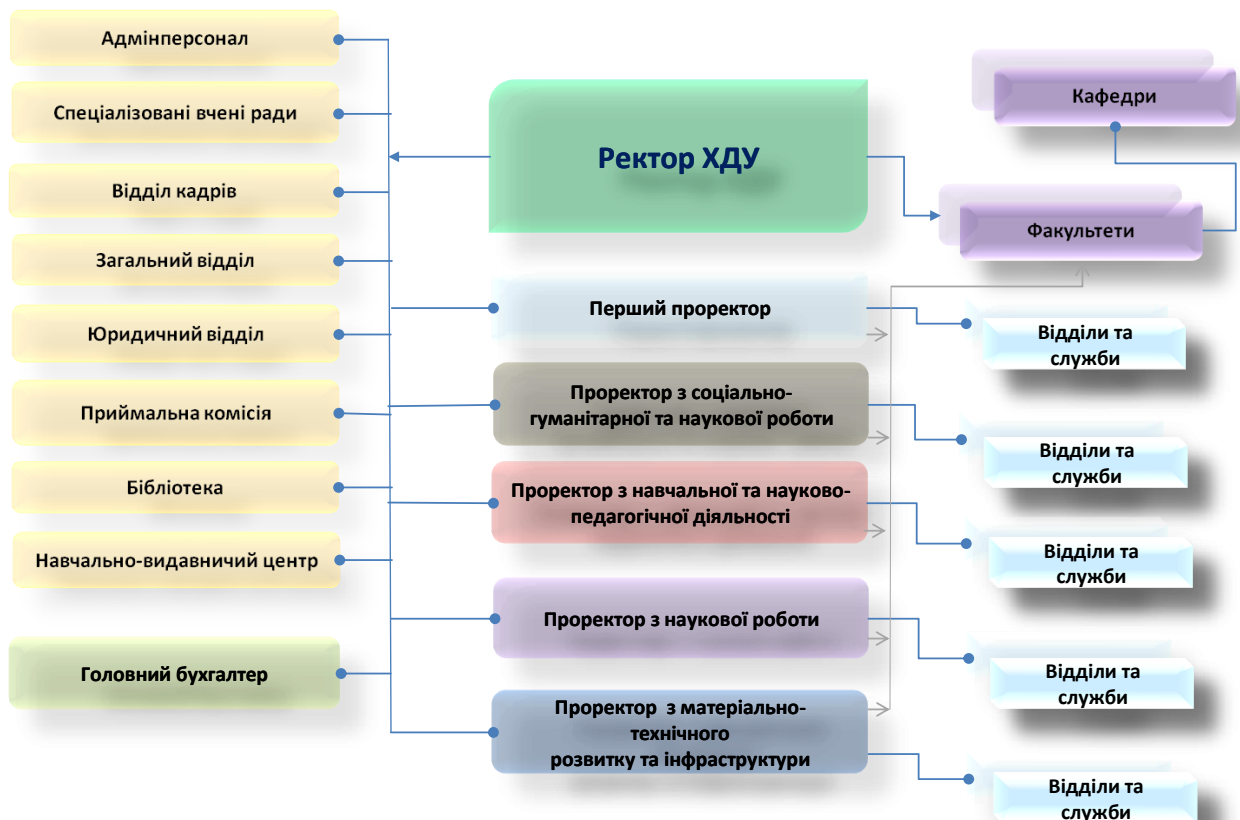 Адмінперсонал
Спеціалізовані вчені ради
Відділ кадрів
Загальний відділ
Юридичний відділ
Приймальна комісія
Бібліотека
Навчально-видавничий центр
Головний бухгалтер
Ректор ХДУ
Перший проректор
Проректор з соціально-
гуманітарної та наукової роботи
Проректор з навчальної та науково-
педагогічної діяльності
Проректор з наукової роботи
Проректор з матеріально-
технічного
розвитку та інфраструктури
Кафедри
Факультети
Відділи та
служби
Відділи та
служби
Відділи та
служби
Відділи та
служби
Відділи та
служби